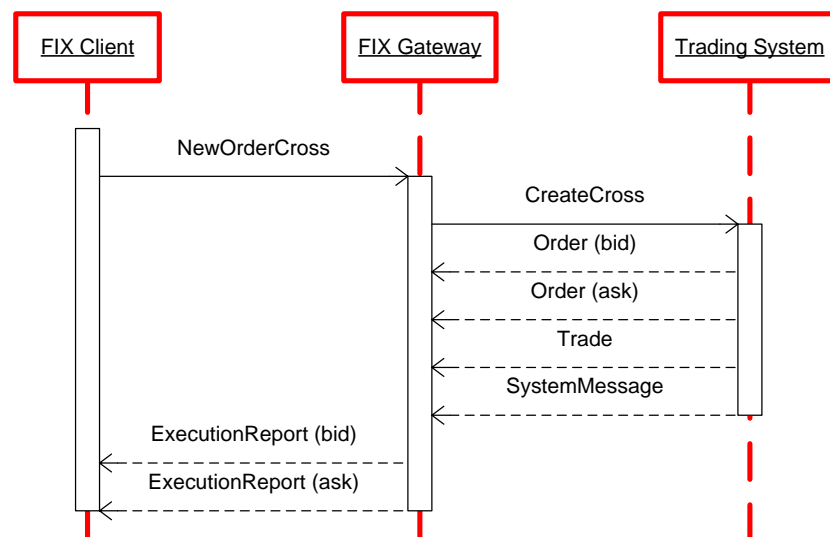 FIX Client
FIX Gateway
Trading System
NewOrderCross
CreateCross
Order (bid)
Order (ask)
Trade
SystemMessage
ExecutionReport (bid)
ExecutionReport (ask)